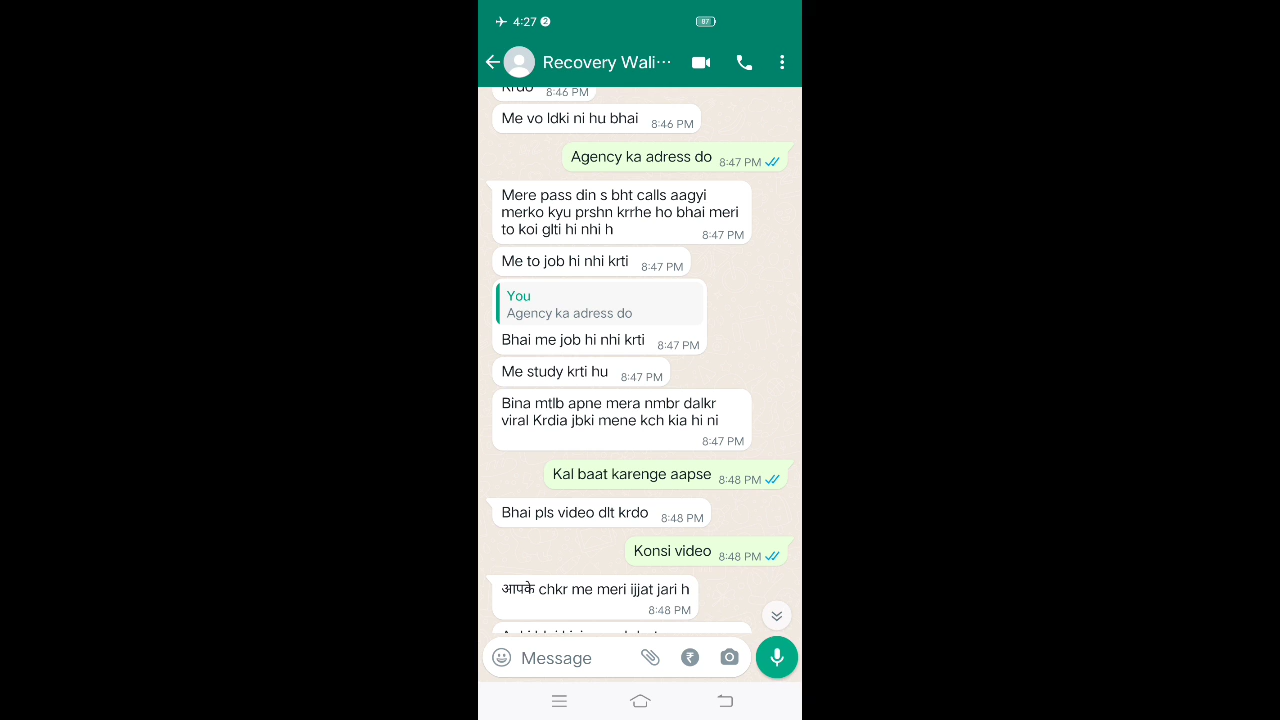 4:27 2 87
Recovery Wali...
Krdo 8:46 PM
Me vo ldki ni hu bhai 8:46 PM
Agency ka adress do 8:47 PM
Mere pass din s bht calls aagyi
merko kyu prshn krrhe ho bhai meri
to koi glti hi nhi h 8:47 PM
Me to job hi nhi krti 8:47 PM
You
Agency ka adress do
Bhai me job hi nhi krti 8:47 PM
Me study krti hu 8:47 PM
Bina mtlb apne mera nmbr dalkr
viral Krdia jbki mene kch kia hi ni
8:47 PM
Kal baat karenge aapse 8:48 PM
Bhai pls video dlt krdo 8:48 PM
Konsi video 8:48 PM
आपके chkr me meri ijjat jari h
8:48 PM
Message